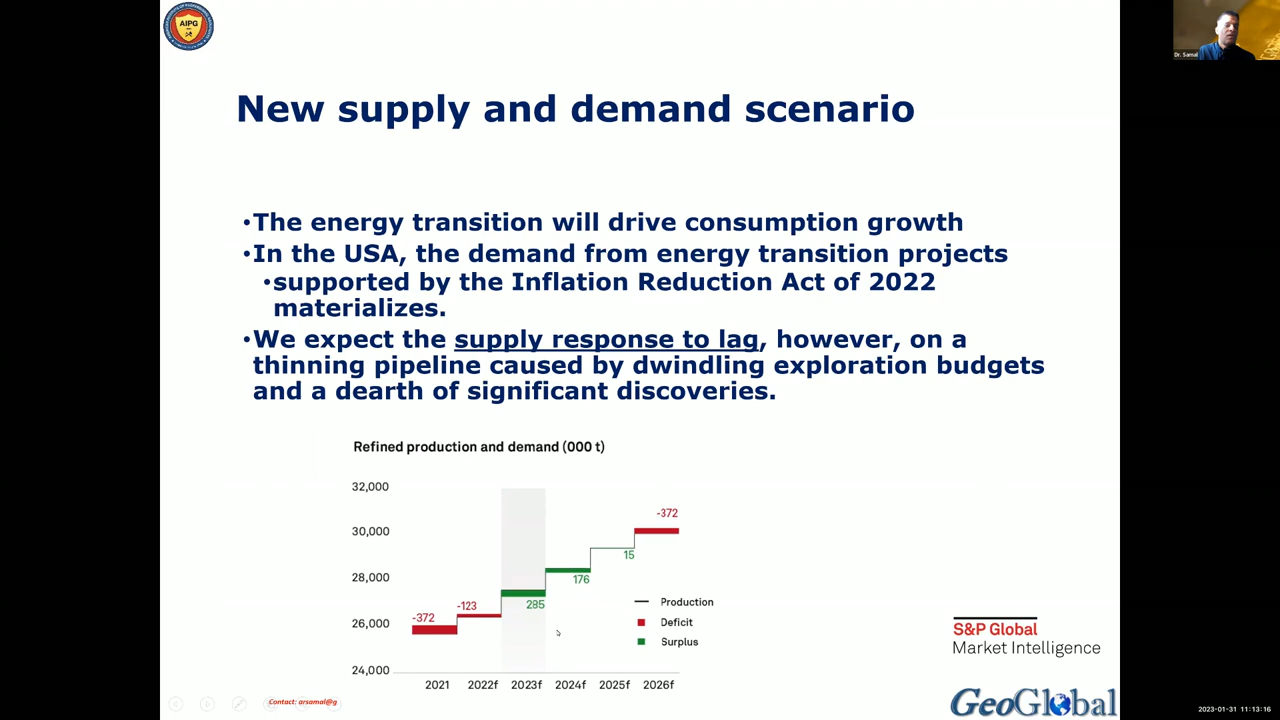 AIPG
Dr. Samal
New supply and demand scenario
•The energy transition will drive consumption growth
•In the USA, the demand from energy transition projects
•supported by the Inflation Reduction Act of 2022
materializes.
•We expect the supply response to lag, however, on a
thinning pipeline caused by dwindling exploration budgets
and a dearth of significant discoveries.
Refined production and demand (000 t)
32,000
30,000
28,000
26,000
24,000
-372
-123
285
176
15
-372
Production
Deficit
Surplus
2021 2022f 2023f 2024f 2025f 2026f
S&P Global
Market Intelligence
Contact: arsamal@g
GeoGlobal
2023-01-31 11:13:16